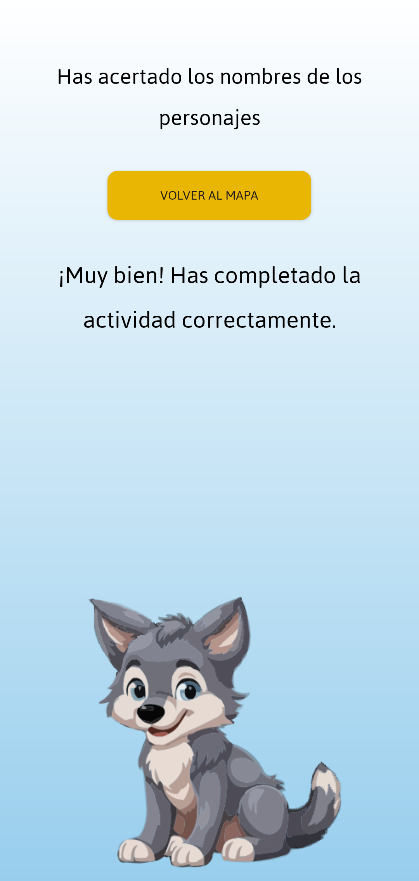 Has acertado los nombres de los
personajes
VOLVER AL MAPA
¡Muy bien! Has completado la
actividad correctamente.